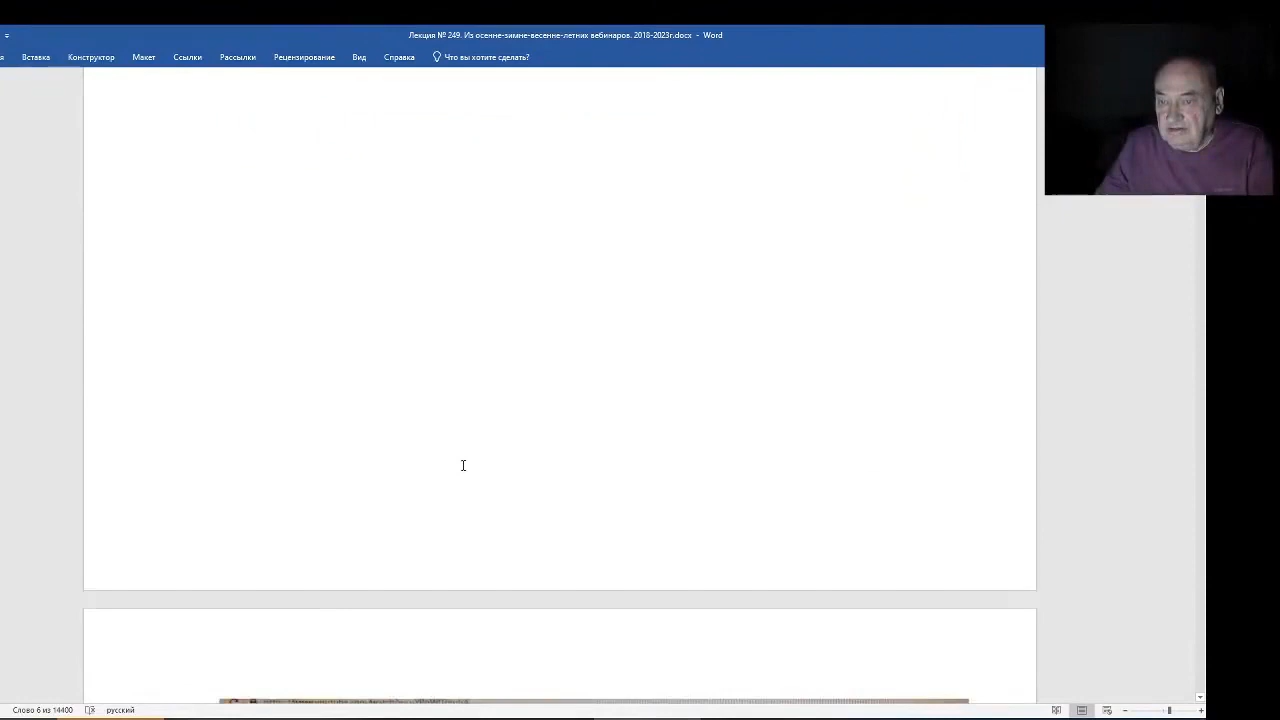 Лекция № 249. Из осенне-зимне-весенне-летних вебинаров. 2018-2023г.docx - Word
я Вставка Конструктор Макет Ссылки Рассылки Рецензирование Вид Справка Что вы хотите сделать?
Слово 6 из 14400 русский